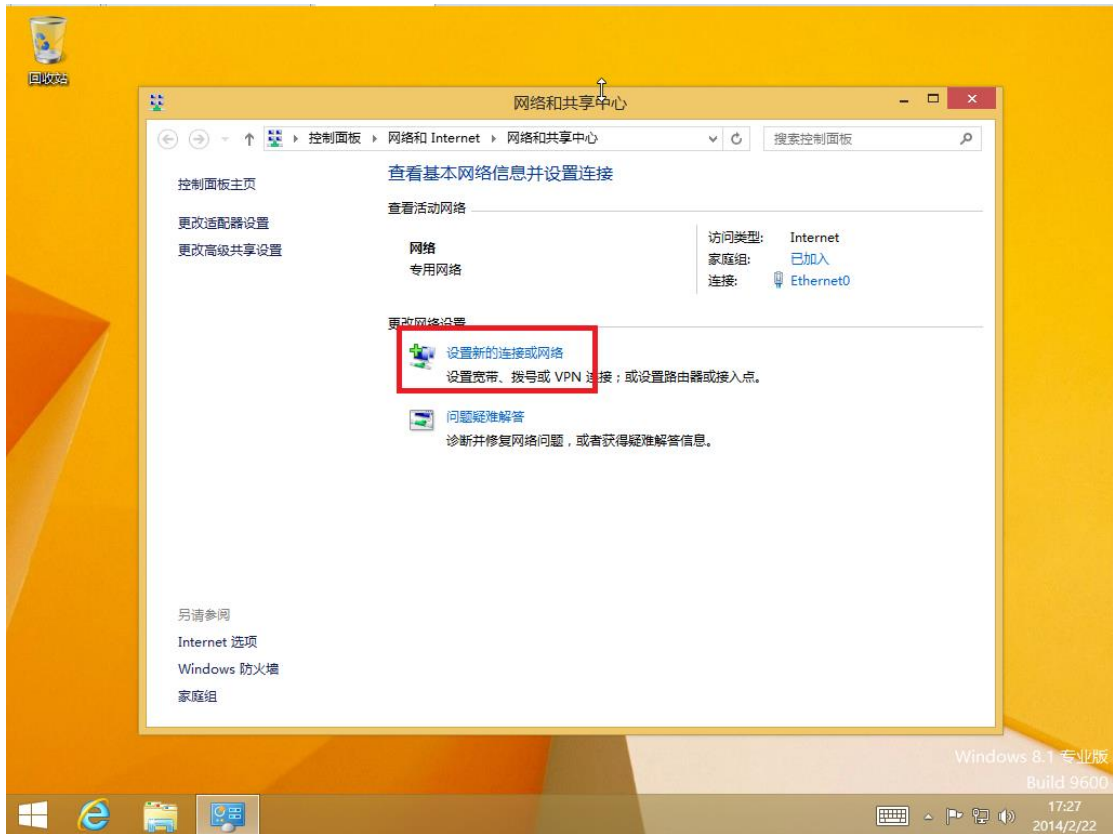 回收站
网络和共享中心
控制面板 网络和 Internet 网络和共享中心
搜索控制面板
控制面板主页
更改适配器设置
更改高级共享设置
查看基本网络信息并设置连接
查看活动网络
网络
专用网络
访问类型: Internet
家庭组: 已加入
连接: Ethernet0
更改网络设置
设置新的连接或网络
设置宽带、拨号或 VPN 连接；或设置路由器或接入点。
问题疑难解答
诊断并修复网络问题，或者获得疑难解答信息。
另请参阅
Internet 选项
Windows 防火墙
家庭组
Windows 8.1 专业版
Build 9600
17:27
2014/2/22